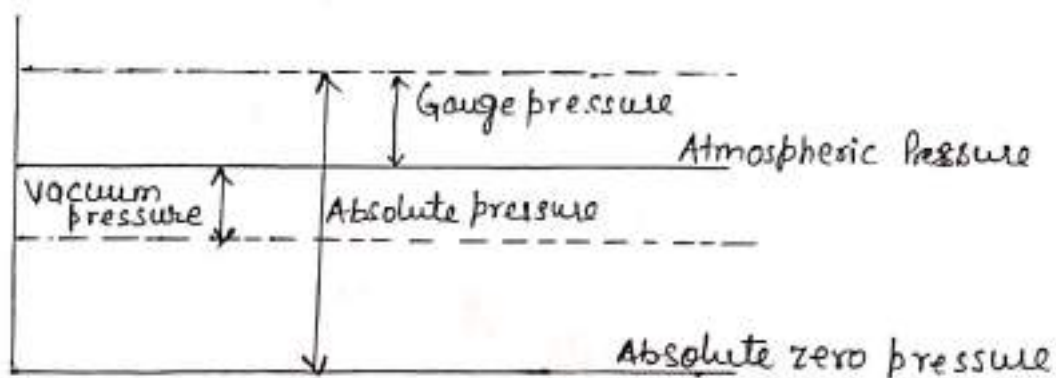 Gauge pressure
Atmospheric Pressure
Vacuum
pressure
Absolute pressure
Absolute zero pressure